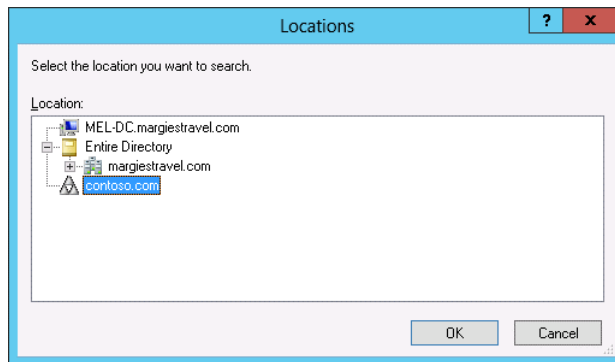 Locations
?
x
Select the location you want to search.
Location:
MEL-DC.margiestravel.com
Entire Directory
margiestravel.com
contoso.com
OK
Cancel